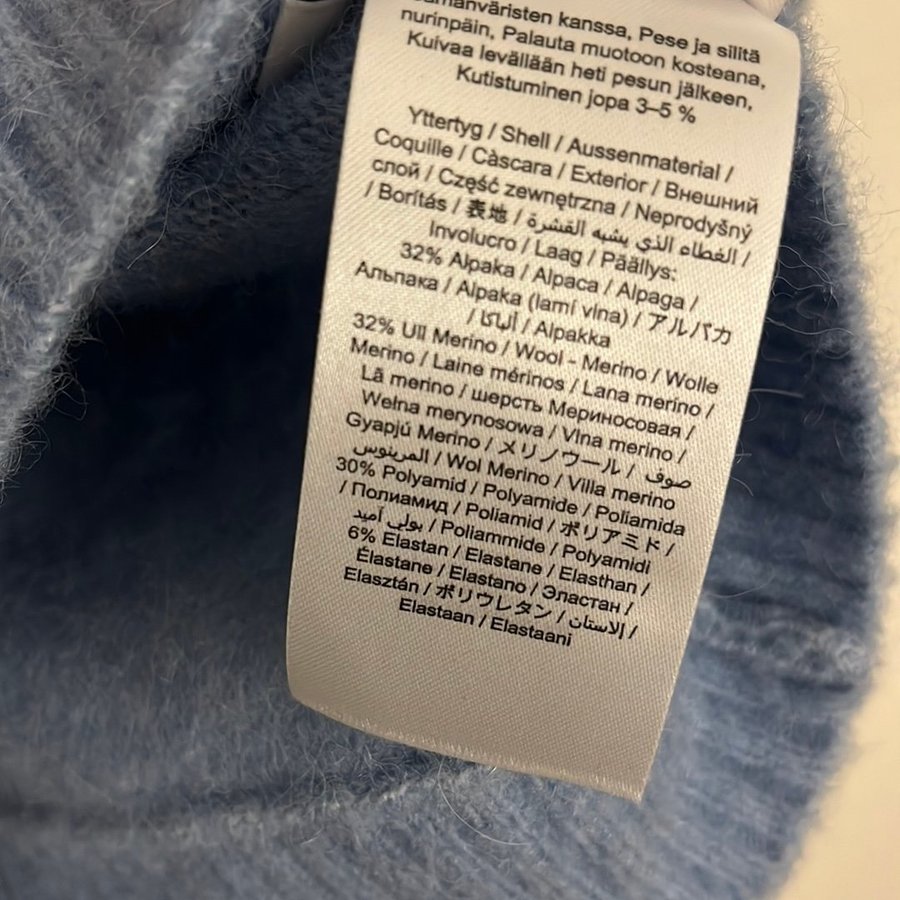 samanväristen kanssa, Pese ja silitä
nurinpäin, Palauta muotoon kosteana,
Kuivaa levällään heti pesun jälkeen,
Kutistuminen jopa 3–5 %
Yttertyg / Shell / Aussenmaterial /
Coquille / Càscara / Exterior / Внешний
слой / Część zewnętrzna / Neprodyšný
/ Borítás / 表地 / الغطاء الذي يشبه القشرة /
Involucro / Laag / Päällys:
32% Alpaka / Alpaca / Alpaga /
Альпака / Alpaka (lamí vlna) / アルパカ
/ ألباكا / Alpakka
32% Ull Merino / Wool - Merino / Wolle
Merino / Laine mérinos / Lana merino /
Lã merino / шерсть Мериносовая /
Wełna merynosowa / Vlna merino /
Gyapjú Merino / メリノウール / صوف
المرينوس / Wol Merino / Villa merino
30% Polyamid / Polyamide / Poliamida
/ Полиамид / Poliamid / ポリアミド /
بولي أميد / Poliammide / Polyamidi
6% Elastan / Elastane / Elasthan /
Élastane / Elastano / Эластан /
Elasztán / ポリウレタン / إلاستان /
Elastaan / Elastaani